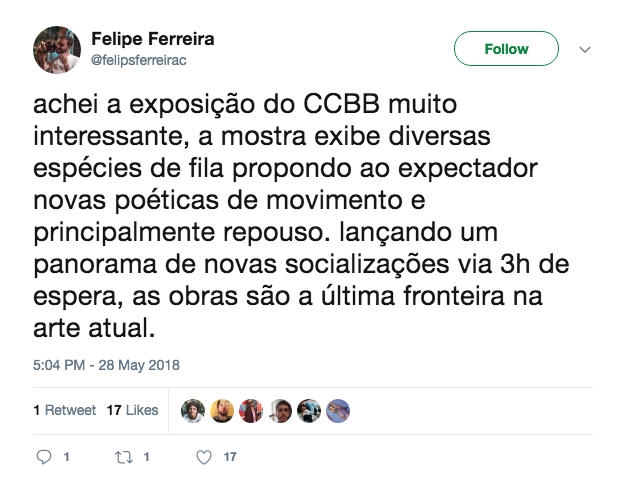 Felipe Ferreira
@felipsferreirac
Follow
achei a exposição do CCBB muito
interessante, a mostra exibe diversas
espécies de fila propondo ao expectador
novas poéticas de movimento e
principalmente repouso. lançando um
panorama de novas socializações via 3h de
espera, as obras são a última fronteira na
arte atual.
5:04 PM - 28 May 2018
1 Retweet 17 Likes
1 1 17